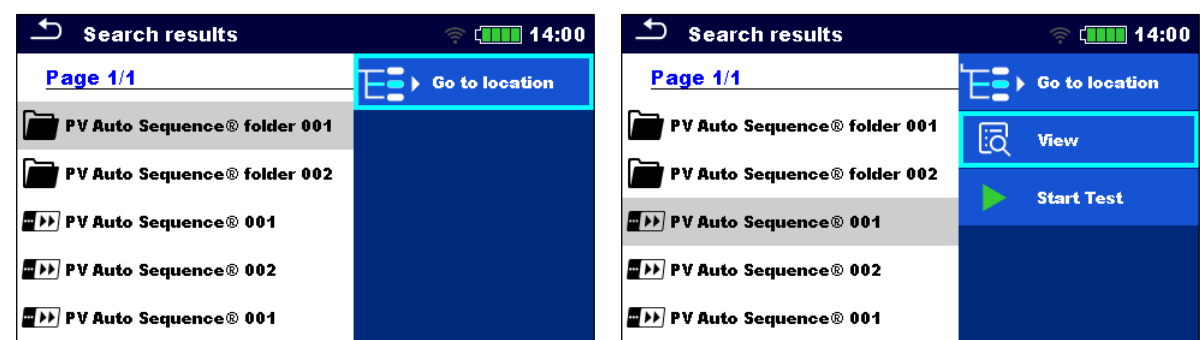 Search results
14:00
Page 1/1
Go to location
PV Auto Sequence® folder 001
PV Auto Sequence® folder 002
PV Auto Sequence® 001
PV Auto Sequence® 002
PV Auto Sequence® 001
Search results
14:00
Page 1/1
Go to location
PV Auto Sequence® folder 001
View
PV Auto Sequence® folder 002
Start Test
PV Auto Sequence® 001
PV Auto Sequence® 002
PV Auto Sequence® 001